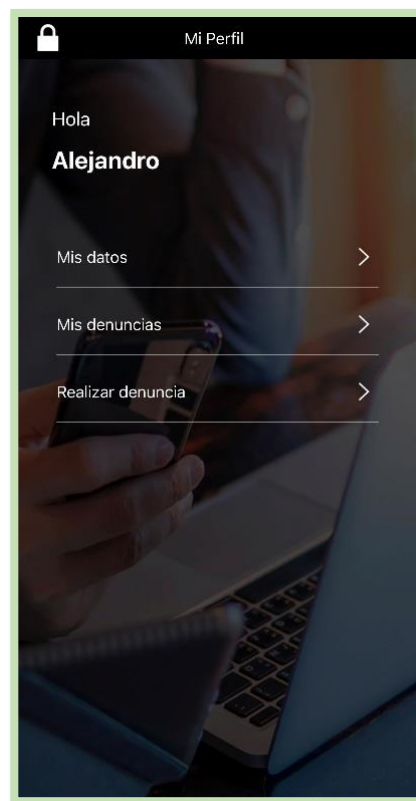 Mi Perfil
Hola
Alejandro
Mis datos
Mis denuncias
Realizar denuncia